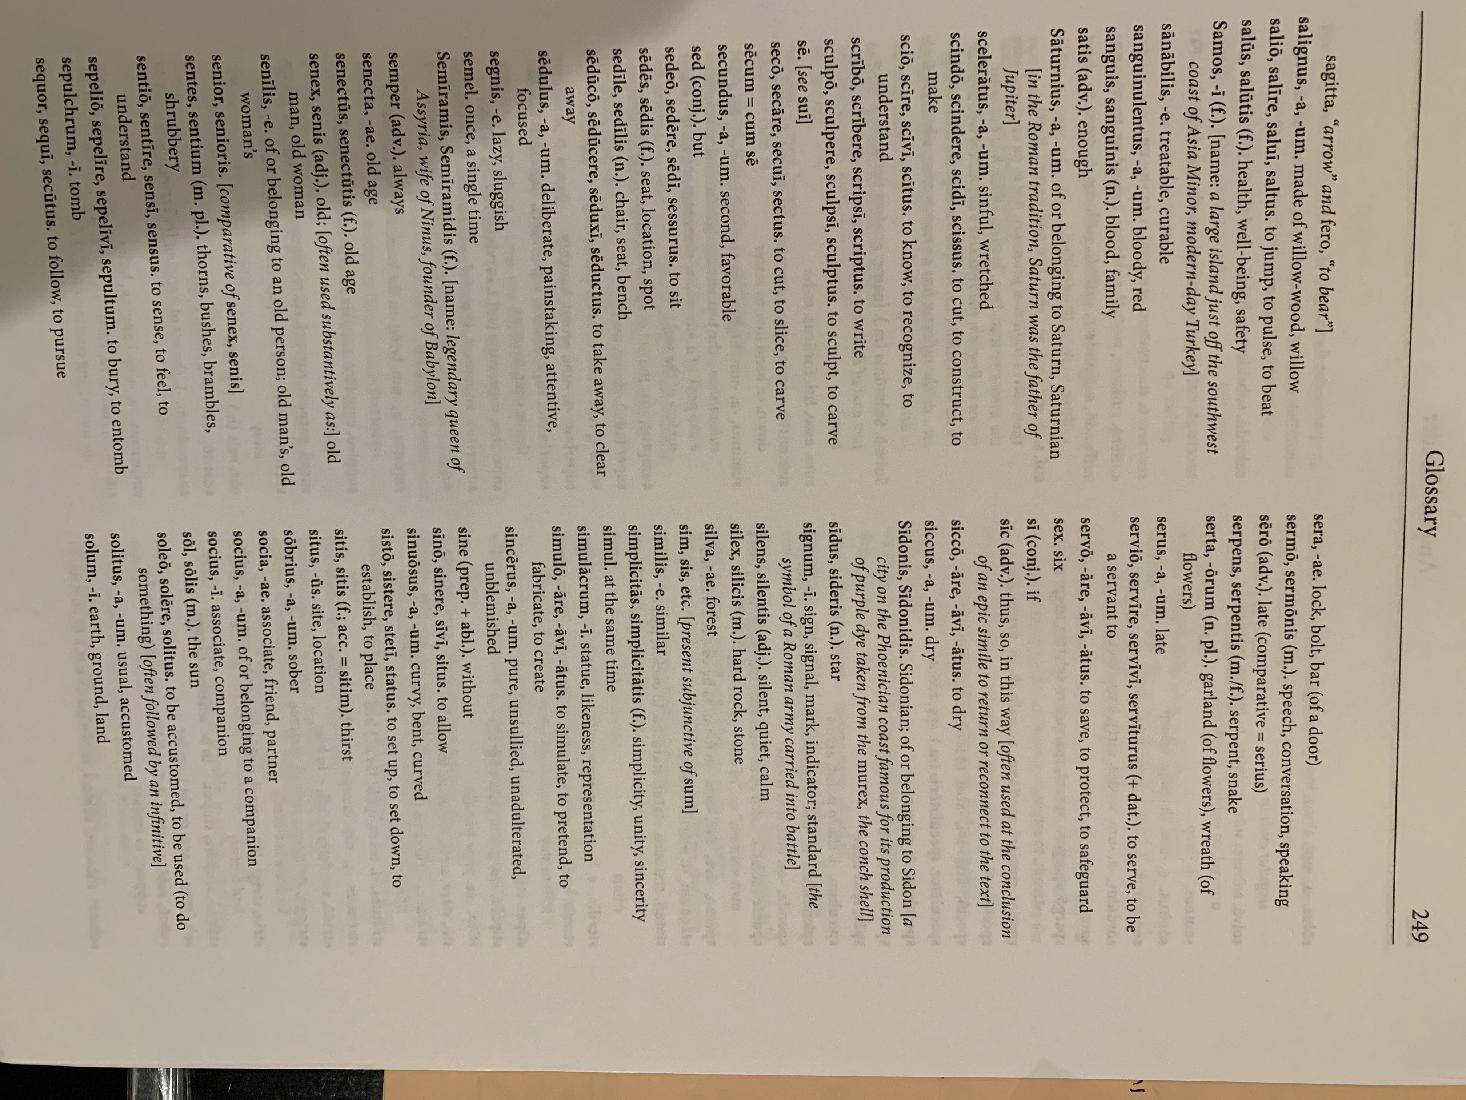 Glossary
249
sagitta, “arrow” and fero, “to bear”]
salignus, -a, -um. made of willow-wood, willow
saliō, salīre, saluī, saltus. to jump, to pulse, to beat
salūs, salūtis (f.). health, well-being, safety
Samos, -ī (f.). [name: a large island just off the southwest
coast of Asia Minor, modern-day Turkey]
sānābilis, -e. treatable, curable
sanguinulentus, -a, -um. bloody, red
sanguis, sanguinis (n.). blood, family
satis (adv.). enough
Sāturnius, -a, -um. of or belonging to Saturn, Saturnian
[in the Roman tradition, Saturn was the father of
Jupiter]
scelerātus, -a, -um. sinful, wretched
scindō, scindere, scidī, scissus. to cut, to construct, to
make
sciō, scīre, scīvī, scītus. to know, to recognize, to
understand
scrībō, scrībere, scripsī, scriptus. to write
sculpō, sculpere, sculpsī, sculptus. to sculpt, to carve
sē. [see suī]
secō, secāre, secuī, sectus. to cut, to slice, to carve
sēcum = cum sē
secundus, -a, -um. second, favorable
sed (conj.). but
sedeō, sedēre, sēdī, sessurus. to sit
sēdēs, sēdis (f.). seat, location, spot
sedīle, sedīlis (n.). chair, seat, bench
sēdūcō, sēdūcere, sēduxī, sēductus. to take away, to clear
away
sēdulus, -a, -um. deliberate, painstaking, attentive,
focused
segnis, -e. lazy, sluggish
semel. once, a single time
Semīramis, Semīramidis (f.). [name: legendary queen of
Assyria, wife of Ninus, founder of Babylon]
semper (adv.). always
senecta, -ae. old age
senectūs, senectūtis (f.). old age
senex, senis (adj.). old; [often used substantively as:] old
man, old woman
senīlis, -e. of or belonging to an old person; old man’s, old
woman’s
senior, senioris. [comparative of senex, senis]
sentes, sentium (m. pl.). thorns, bushes, brambles,
shrubbery
sentiō, sentīre, sensī, sensus. to sense, to feel, to
understand
sepeliō, sepelīre, sepelīvī, sepultum. to bury, to entomb
sepulchrum, -ī. tomb
sequor, sequī, secūtus. to follow, to pursue
sera, -ae. lock, bolt, bar (of a door)
sermō, sermōnis (m.). speech, conversation, speaking
sērō (adv.). late (comparative = serius)
serpens, serpentis (m./f.). serpent, snake
serta, -ōrum (n. pl.). garland (of flowers), wreath (of
flowers)
serus, -a, -um. late
serviō, servīre, servīvī, servīturus (+ dat.). to serve, to be
a servant to
servō, -āre, -āvī, -ātus. to save, to protect, to safeguard
sex. six
sī (conj.). if
sīc (adv.). thus, so, in this way [often used at the conclusion
of an epic simile to return or reconnect to the text]
siccō, -āre, -āvī, -ātus. to dry
siccus, -a, -um. dry
Sīdonis, Sīdonidis. Sidonian; of or belonging to Sidon [a
city on the Phoenician coast famous for its production
of purple dye taken from the murex, the conch shell]
sīdus, sīderis (n.). star
signum, -ī. sign, signal, mark, indicator; standard [the
symbol of a Roman army carried into battle]
silens, silentis (adj.). silent, quiet, calm
silex, silicis (m.). hard rock, stone
silva, -ae. forest
sim, sis, etc. [present subjunctive of sum]
similis, -e. similar
simplicitās, simplicitātis (f.). simplicity, unity, sincerity
simul. at the same time
simulācrum, -ī. statue, likeness, representation
simulō, -āre, -āvī, -ātus. to simulate, to pretend, to
fabricate, to create
sincērus, -a, -um. pure, unsullied, unadulterated,
unblemished
sine (prep. + abl.). without
sīnō, sinere, sīvī, situs. to allow
sinuōsus, -a, -um. curvy, bent, curved
sistō, sistere, stetī, status. to set up, to set down, to
establish, to place
sitis, sitis (f.; acc. = sitim). thirst
situs, -ūs. site, location
sōbrius, -a, -um. sober
socia, -ae. associate, friend, partner
socius, -a, -um. of or belonging to a companion
socius, -ī. associate, companion
sōl, sōlis (m.). the sun
soleō, solēre, solitus. to be accustomed, to be used (to do
something) [often followed by an infinitive]
solitus, -a, -um. usual, accustomed
solum, -ī. earth, ground, land